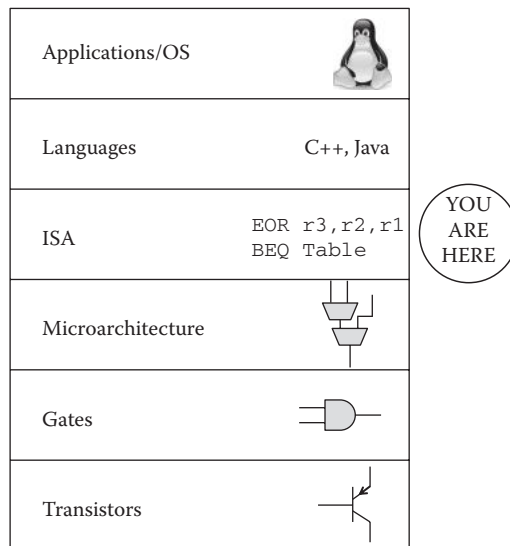 Applications/OS
Languages C++, Java
ISA EOR r3,r2,r1
BEQ Table
YOU
ARE
HERE
Microarchitecture
Gates
Transistors